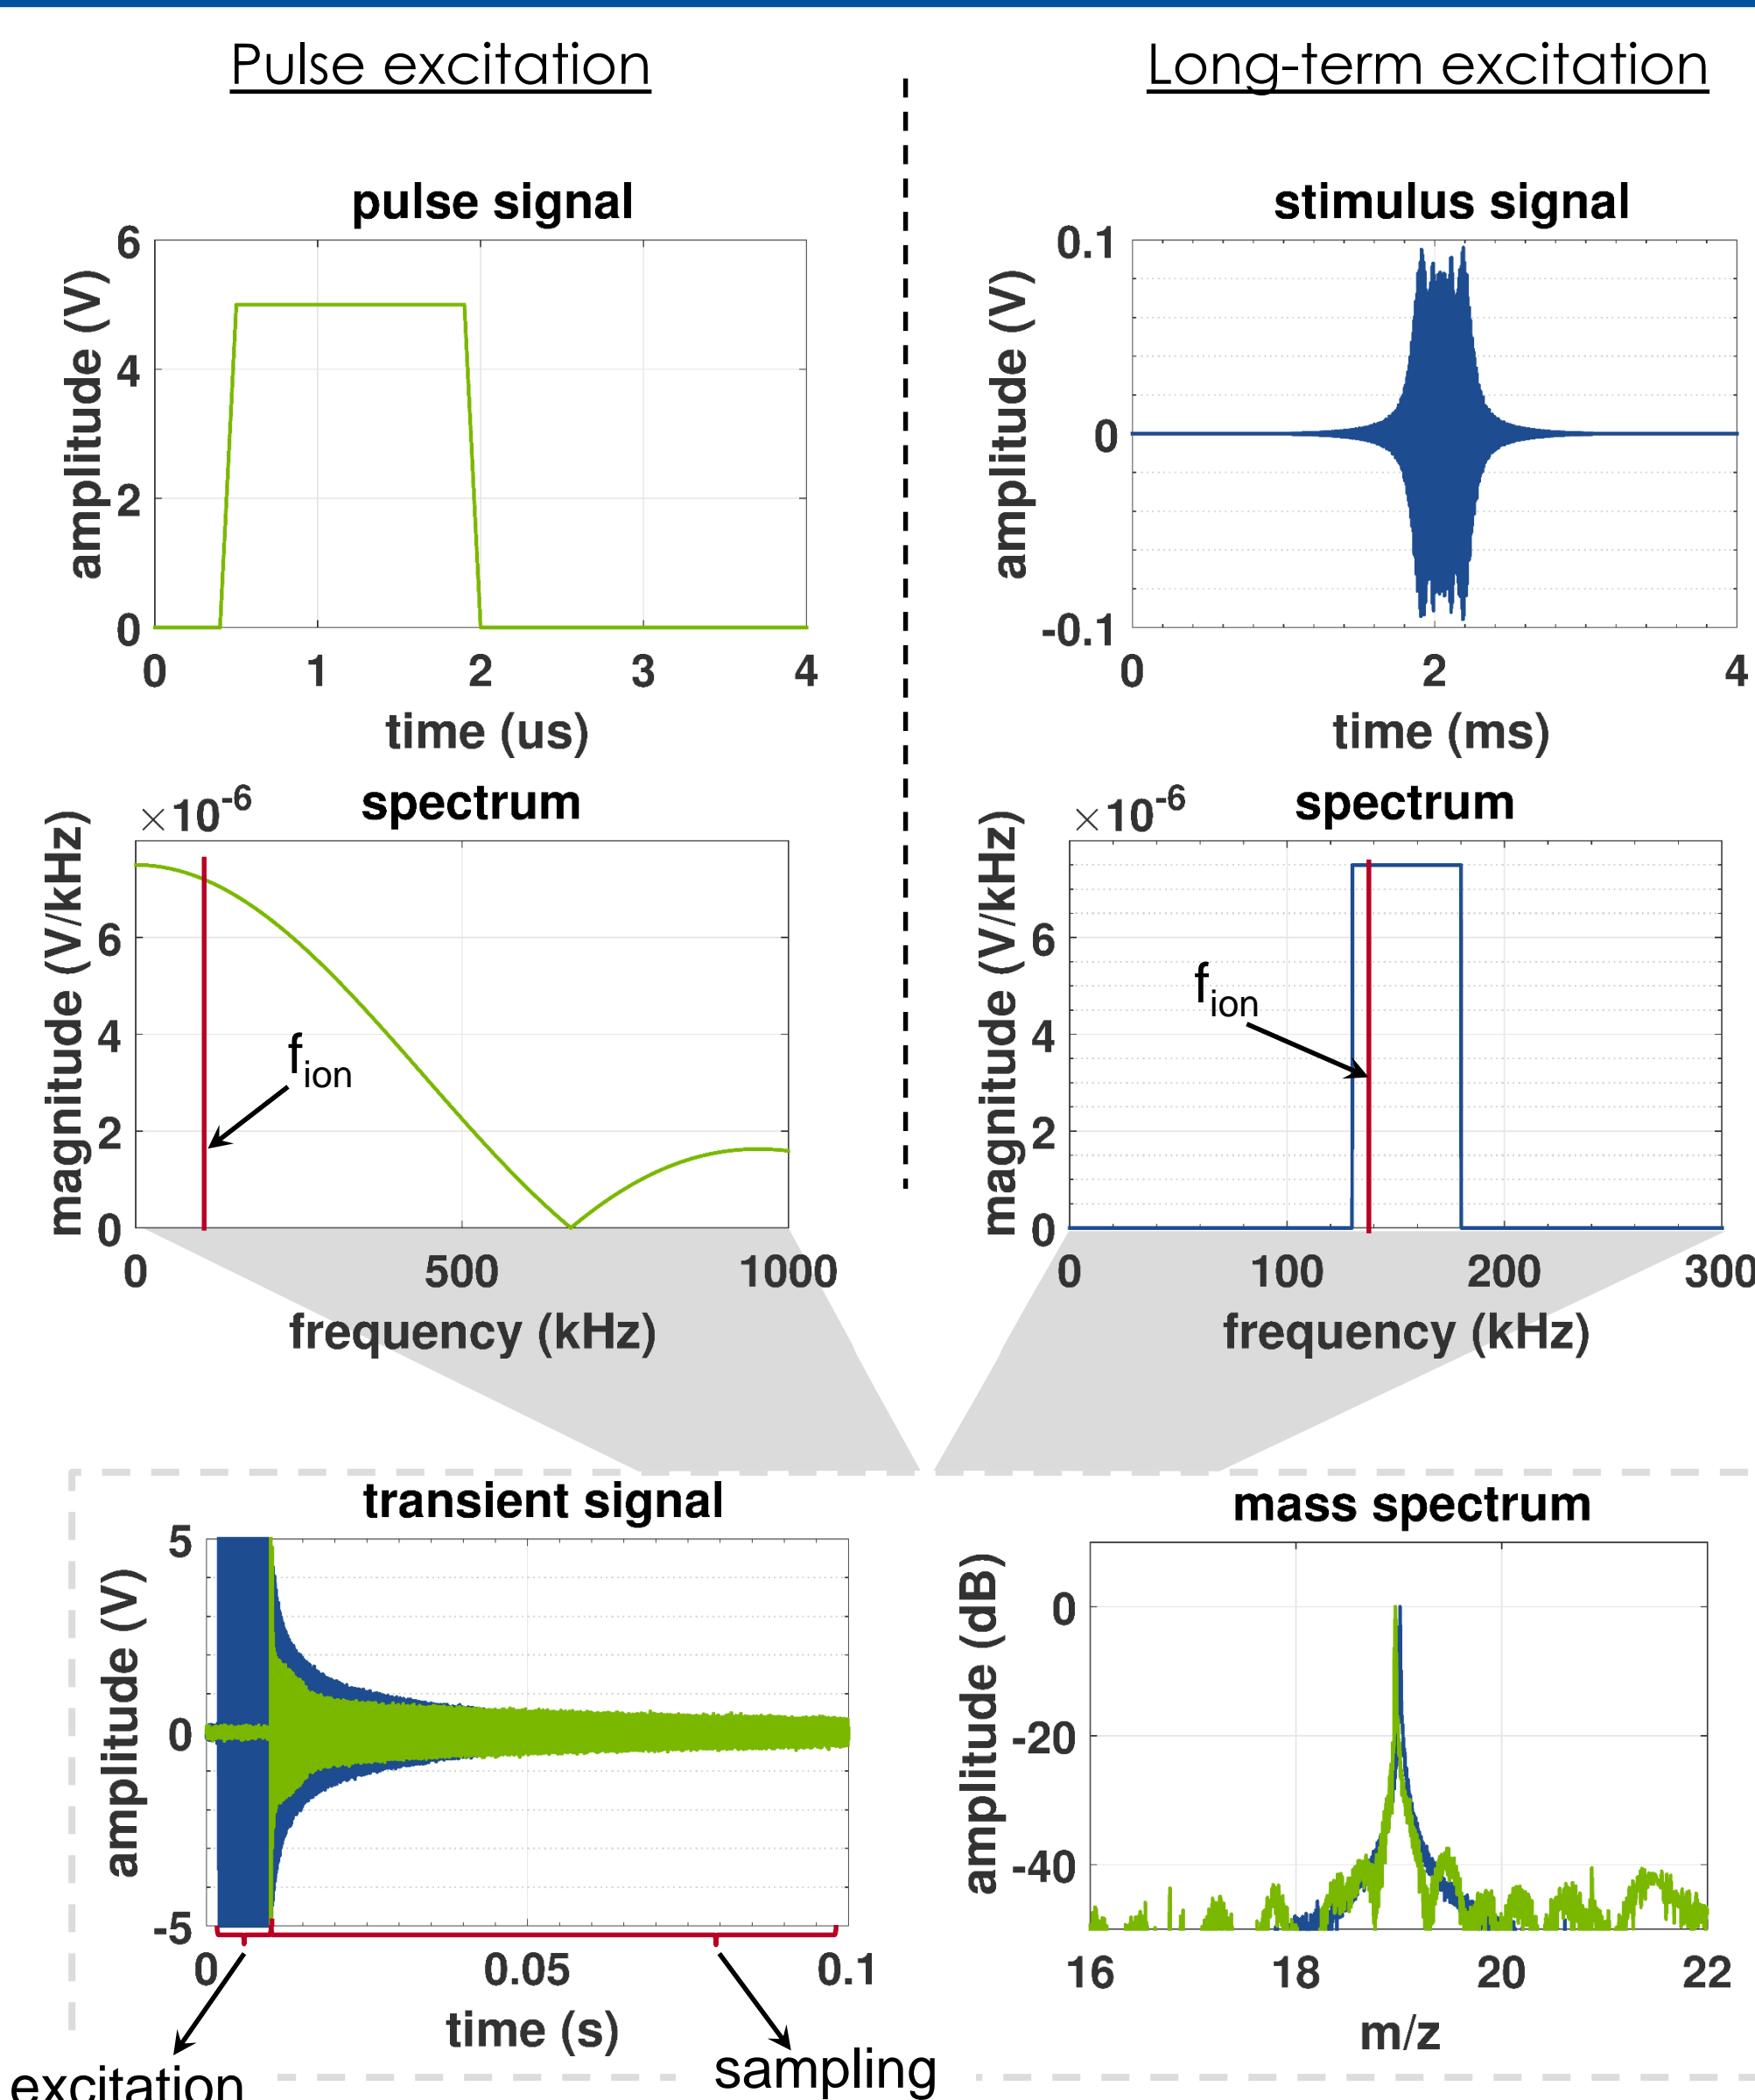 Pulse excitation
Long-term excitation
pulse signal
6
4
2
0
amplitude (V)
0 1 2 3 4
time (us)
stimulus signal
0.1
0
-0.1
amplitude (V)
0 2 4
time (ms)
spectrum
×10-6
6
4
2
0
magnitude (V/kHz)
fion
0 500 1000
frequency (kHz)
spectrum
×10-6
6
4
2
0
magnitude (V/kHz)
fion
0 100 200 300
frequency (kHz)
transient signal
5
0
-5
amplitude (V)
0 0.05 0.1
time (s)
excitation
sampling
mass spectrum
0
-20
-40
amplitude (dB)
16 18 20 22
m/z